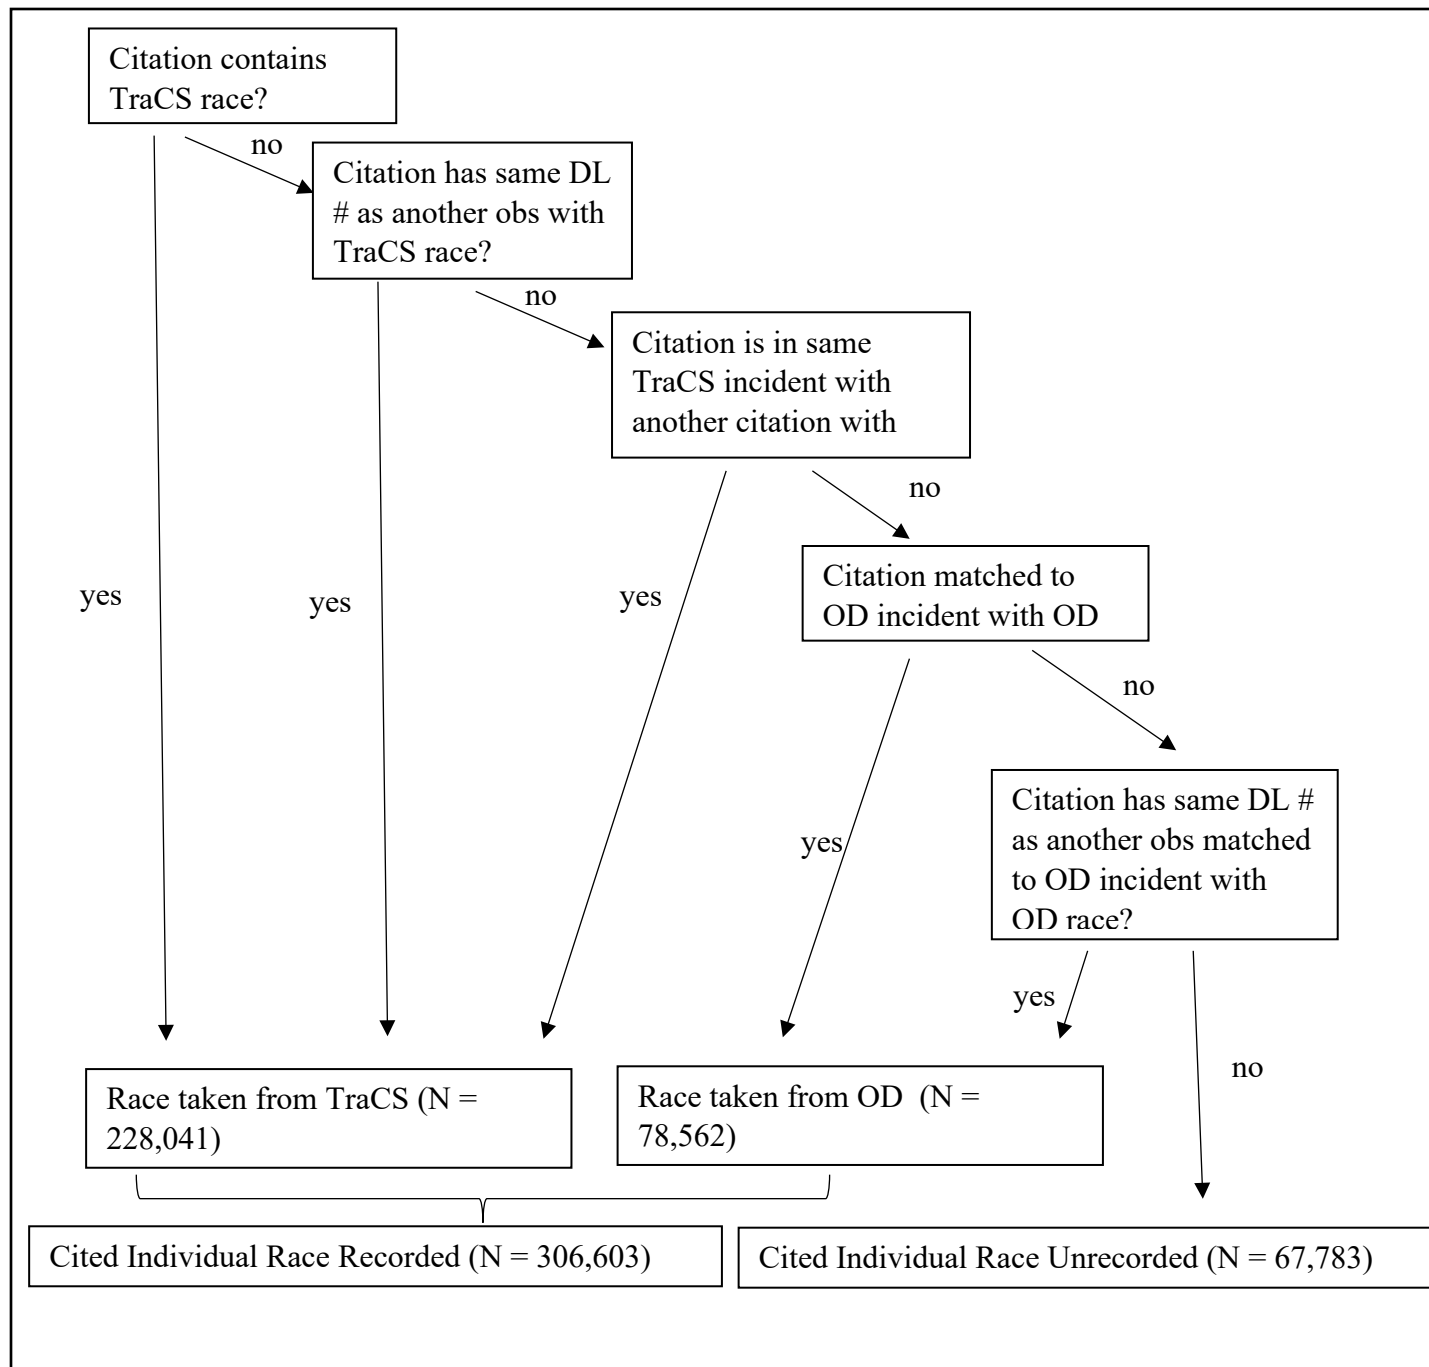 Citation contains
TraCS race?
no
Citation has same DL
# as another obs with
TraCS race?
no
Citation is in same
TraCS incident with
another citation with
no
Citation matched to
OD incident with OD
yes
yes
yes
no
Citation has same DL #
as another obs matched
to OD incident with
OD race?
yes
yes
no
Race taken from TraCS (N =
228,041)
Race taken from OD (N =
78,562)
Cited Individual Race Recorded (N = 306,603)
Cited Individual Race Unrecorded (N = 67,783)